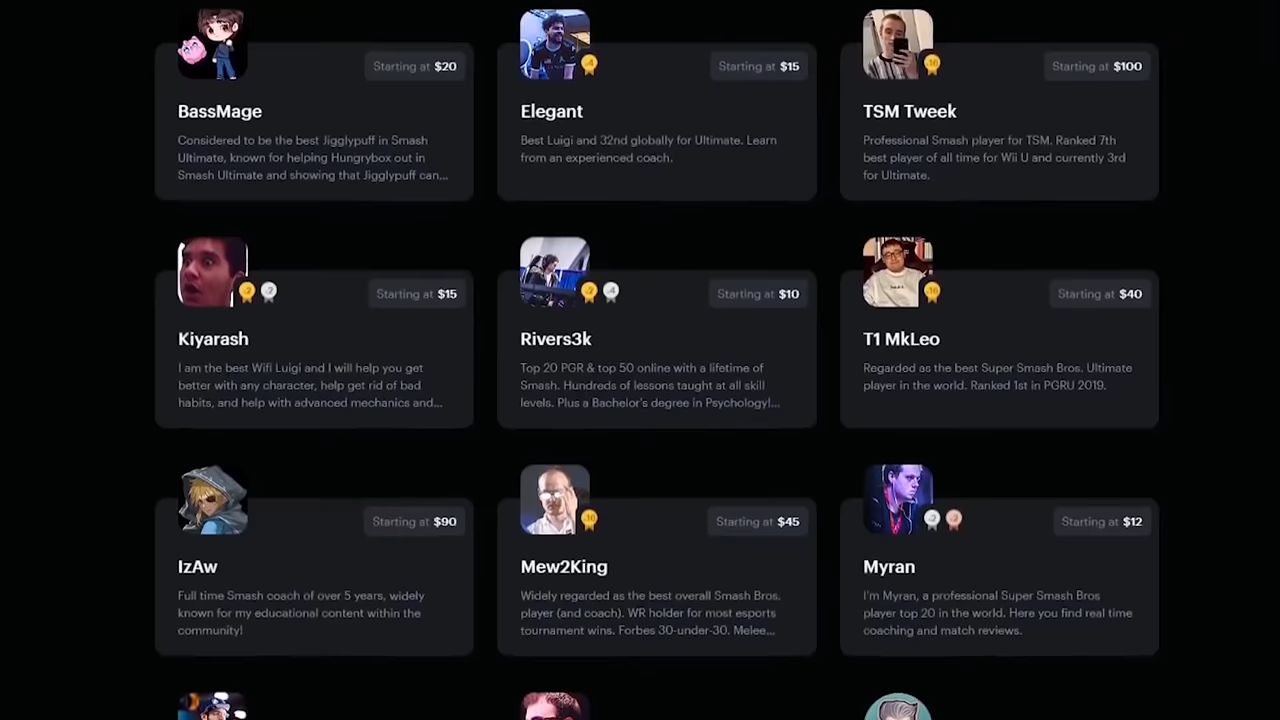 Starting at $20
BassMage
Considered to be the best Jigglypuff in Smash
Ultimate, known for helping Hungrybox out in
Smash Ultimate and showing that Jigglypuff can...
Starting at $15
Elegant
Best Luigi and 32nd globally for Ultimate. Learn
from an experienced coach.
Starting at $100
TSM Tweek
Professional Smash player for TSM. Ranked 7th
best player of all time for Wii U and currently 3rd
for Ultimate.
Starting at $15
Kiyarash
I am the best Wifi Luigi and I will help you get
better with any character, help get rid of bad
habits, and help with advanced mechanics and...
Starting at $10
Rivers3k
Top 20 PGR & top 50 online with a lifetime of
Smash. Hundreds of lessons taught at all skill
levels. Plus a Bachelor's degree in Psychology!...
Starting at $40
T1 MkLeo
Regarded as the best Super Smash Bros. Ultimate
player in the world. Ranked 1st in PGRU 2019.
Starting at $90
IzAw
Full time Smash coach of over 5 years, widely
known for my educational content within the
community!
Starting at $45
Mew2King
Widely regarded as the best overall Smash Bros.
player (and coach). WR holder for most esports
tournament wins. Forbes 30-under-30. Melee...
Starting at $12
Myran
I'm Myran, a professional Super Smash Bros
player top 20 in the world. Here you find real time
coaching and match reviews.